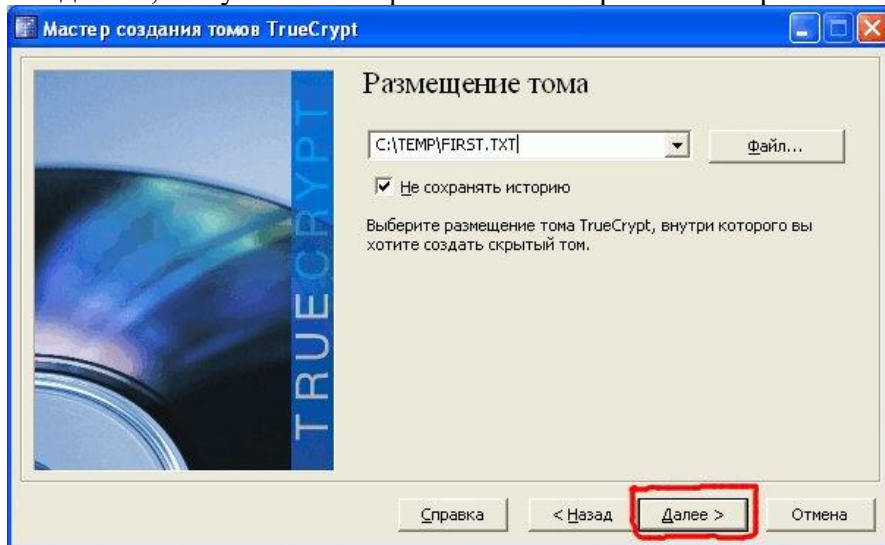 Мастер создания томов TrueCrypt
Размещение тома
C:\TEMP\FIRST.TXT
Файл...
Не сохранять историю
Выберите размещение тома TrueCrypt, внутри которого вы
хотите создать скрытый том.
TRUECRYPT
Справка
< Назад
Далее >
Отмена